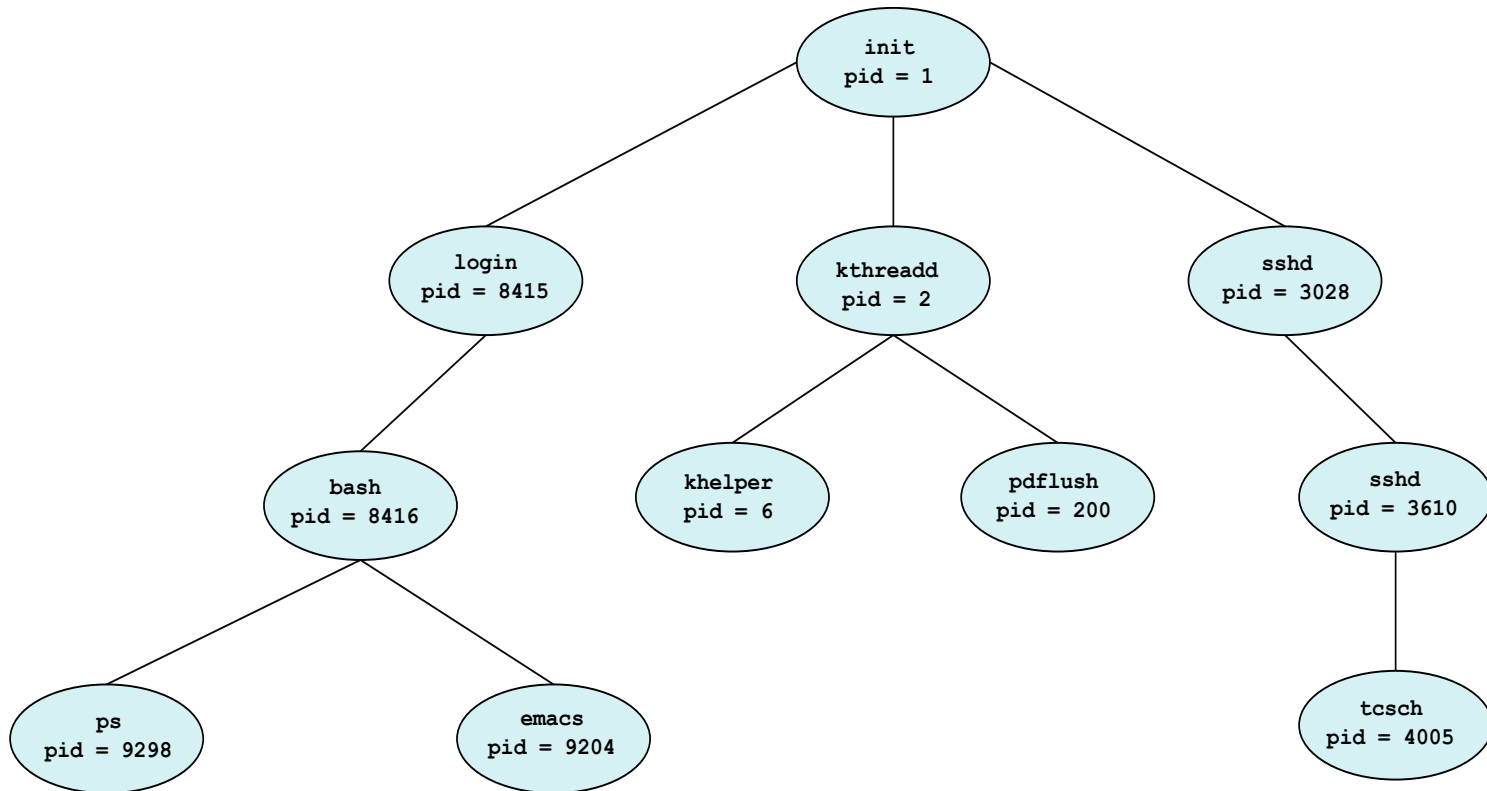 init
pid = 1
login
pid = 8415
kthreadd
pid = 2
sshd
pid = 3028
bash
pid = 8416
khelper
pid = 6
pdflush
pid = 200
sshd
pid = 3610
ps
pid = 9298
emacs
pid = 9204
tcsch
pid = 4005